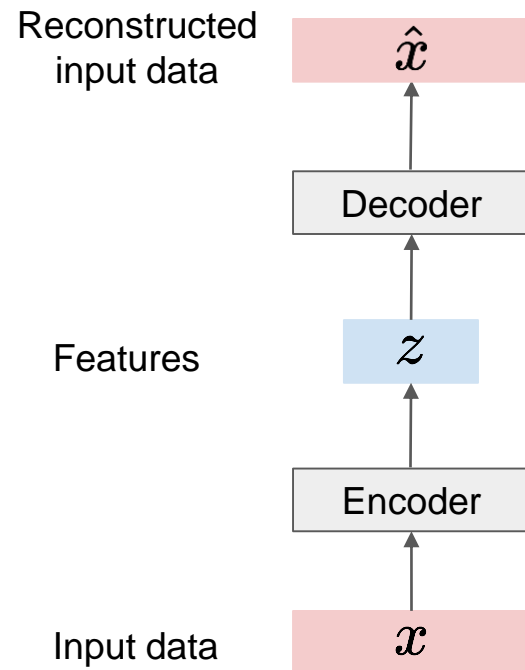 Reconstructed
input data
x̂
Decoder
Features
z
Encoder
Input data
x